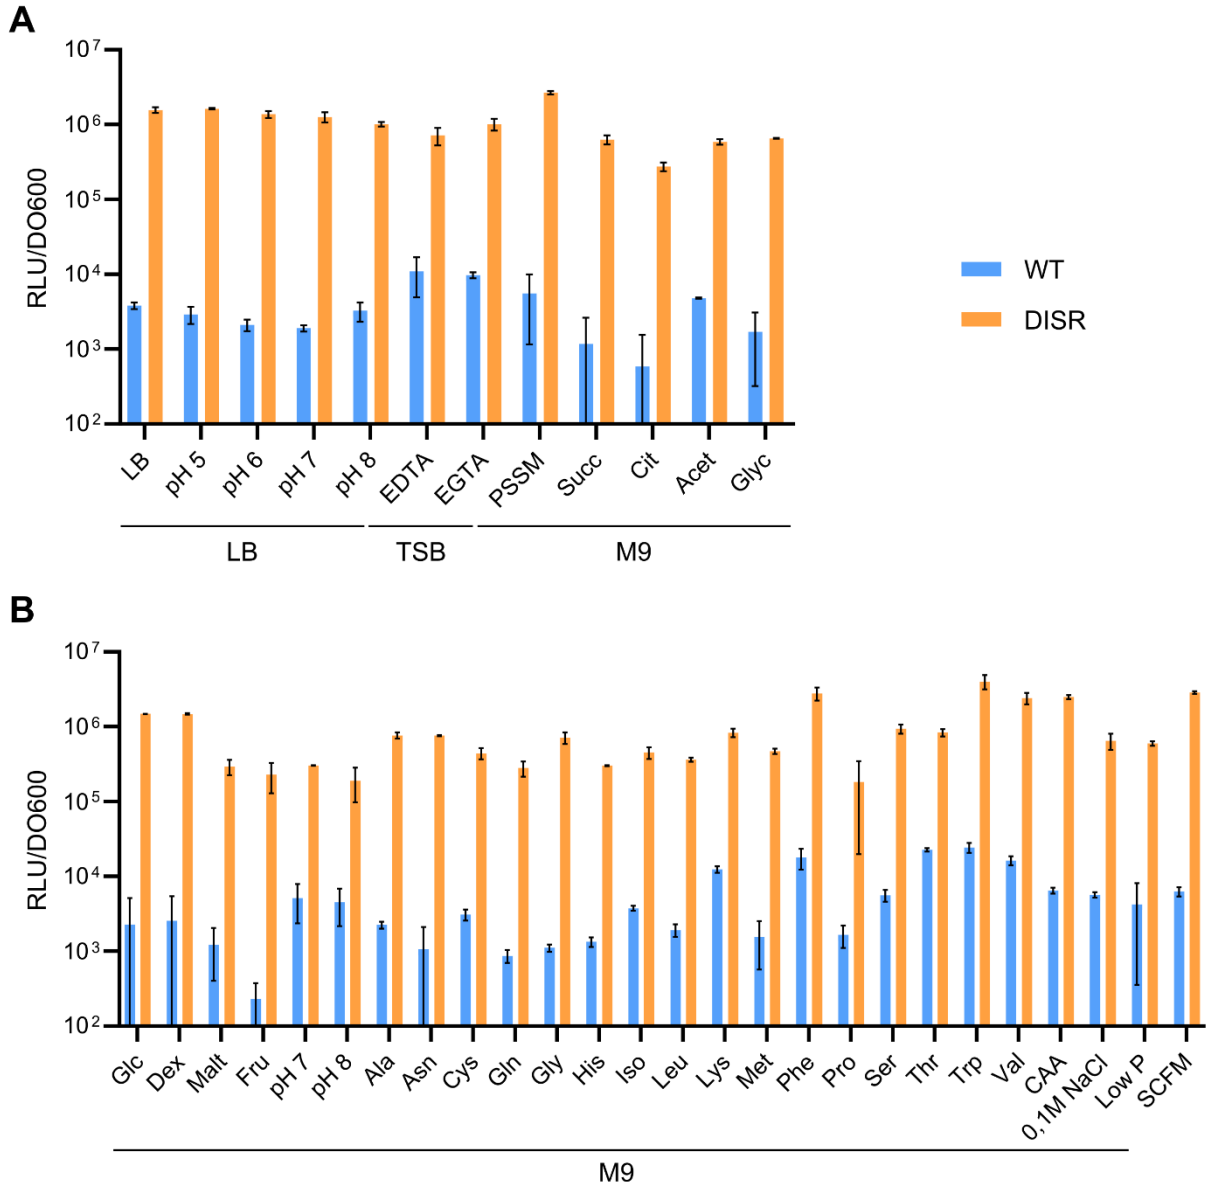 A
10⁷
10⁶
10⁵
10⁴
10³
10²
RLU/DO600
LB
pH 5
pH 6
pH 7
pH 8
EDTA
EGTA
PSSM
Succ
Cit
Acet
Glyc
LB
TSB
M9
WT
DISR
B
10⁷
10⁶
10⁵
10⁴
10³
10²
RLU/DO600
Glc
Dex
Malt
Fru
pH 7
pH 8
Ala
Asn
Cys
Gln
Gly
His
Iso
Leu
Lys
Met
Phe
Pro
Ser
Thr
Trp
Val
CAA
0,1M NaCl
Low P
SCFM
M9